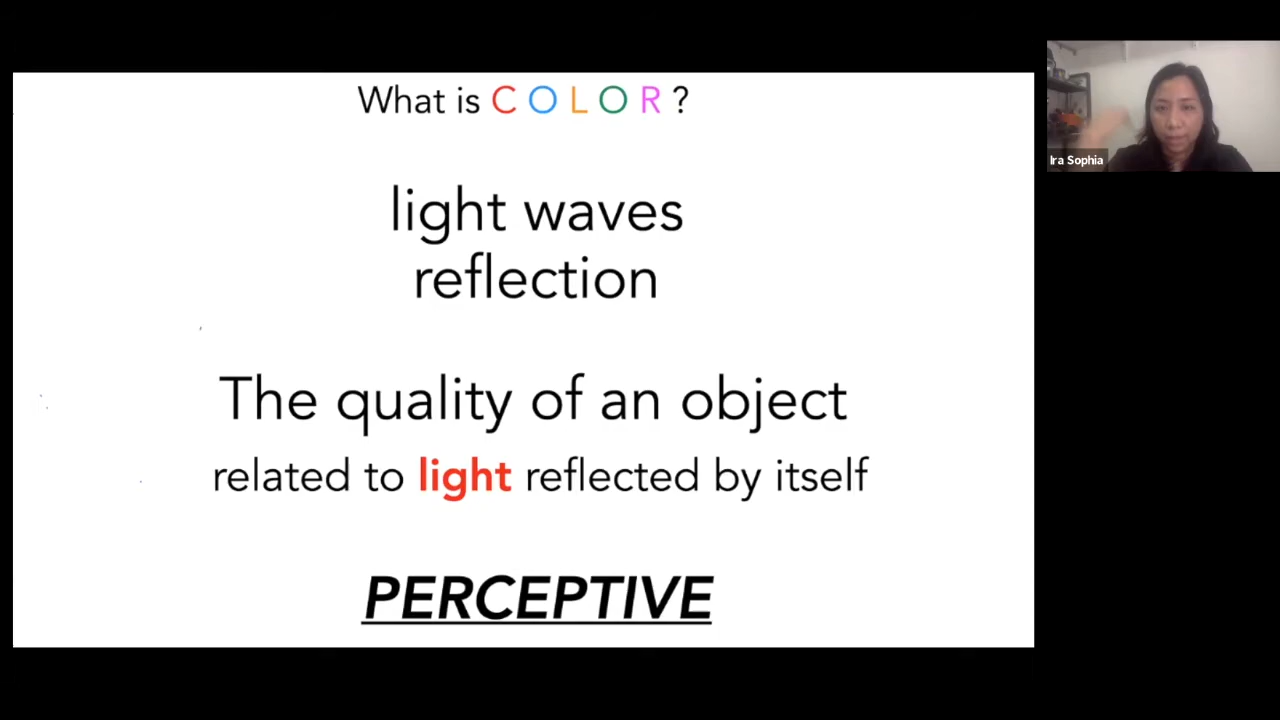 What is C O L O R ?
light waves
reflection
The quality of an object
related to light reflected by itself
PERCEPTIVE
Ira Sophia